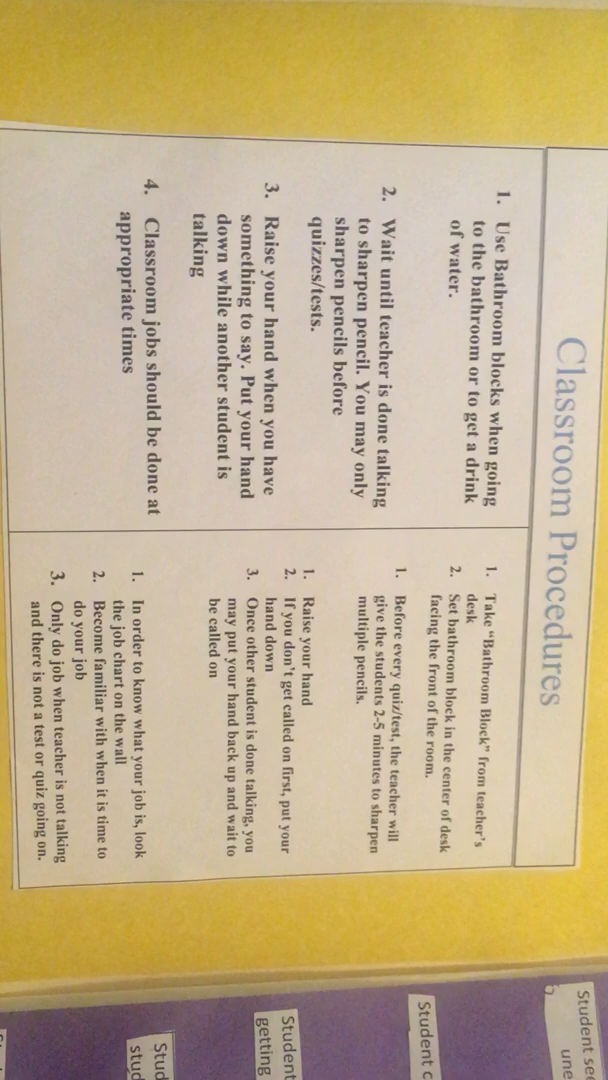 Classroom Procedures
1. Use Bathroom blocks when going
to the bathroom or to get a drink
of water.
1. Take “Bathroom Block” from teacher's
desk
2. Set bathroom block in the center of desk
facing the front of the room.
2. Wait until teacher is done talking
to sharpen pencil. You may only
sharpen pencils before
quizzes/tests.
1. Before every quiz/test, the teacher will
give the students 2-5 minutes to sharpen
multiple pencils.
3. Raise your hand when you have
something to say. Put your hand
down while another student is
talking
1. Raise your hand
2. If you don't get called on first, put your
hand down
3. Once other student is done talking, you
may put your hand back up and wait to
be called on
4. Classroom jobs should be done at
appropriate times
1. In order to know what your job is, look
the job chart on the wall
2. Become familiar with when it is time to
do your job
3. Only do job when teacher is not talking
and there is not a test or quiz going on.
Student
Student
Student
getting